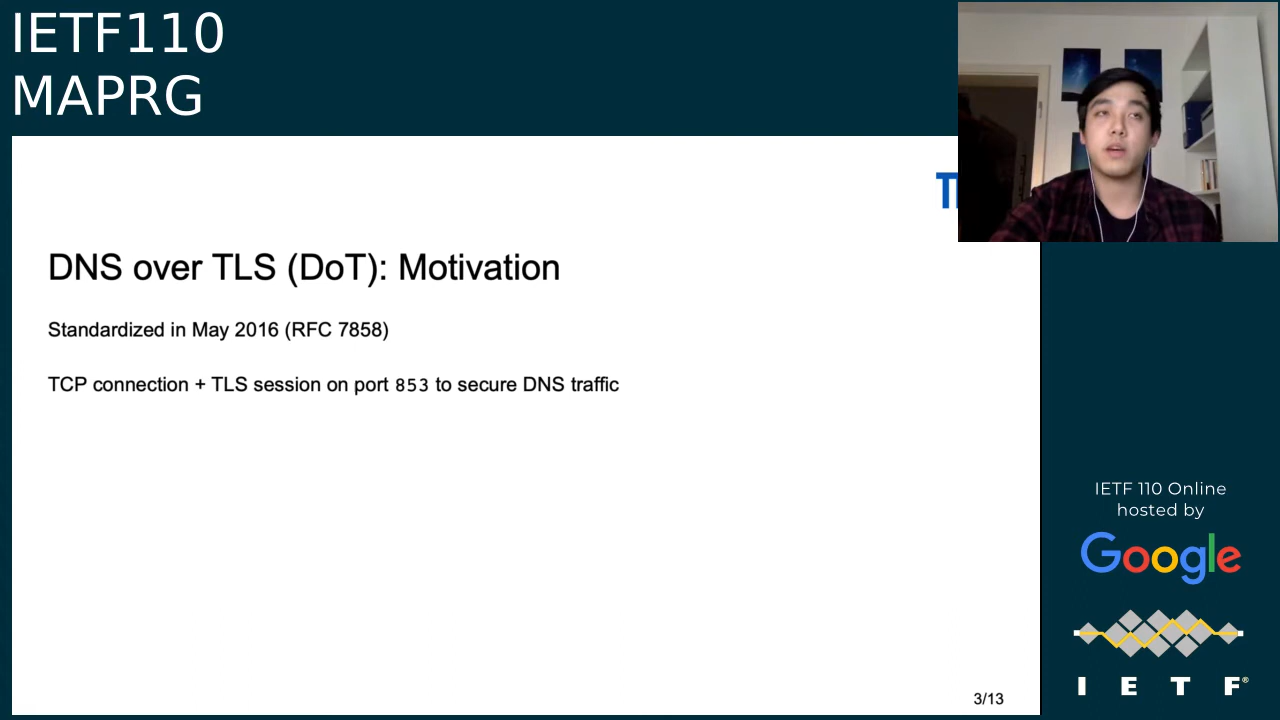 IETF110
MAPRG
DNS over TLS (DoT): Motivation
Standardized in May 2016 (RFC 7858)
TCP connection + TLS session on port 853 to secure DNS traffic
3/13
IETF 110 Online
hosted by
Google
I E T F®